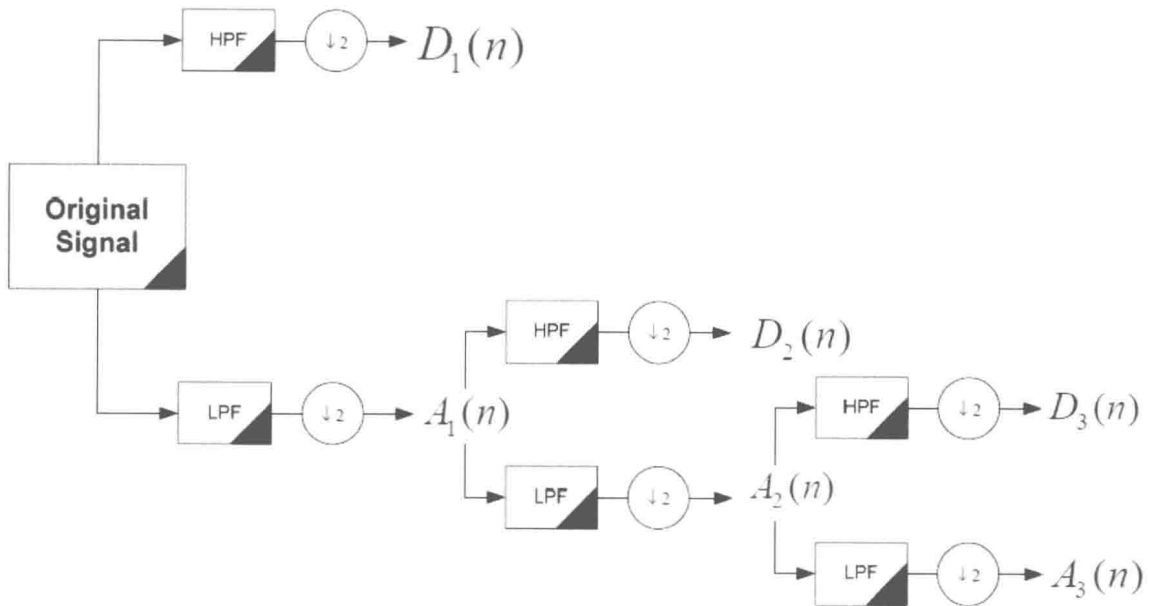 HPF
↓2
D₁(n)
Original
Signal
HPF
↓2
D₂(n)
LPF
↓2
A₁(n)
HPF
↓2
D₃(n)
LPF
↓2
A₂(n)
LPF
↓2
A₃(n)